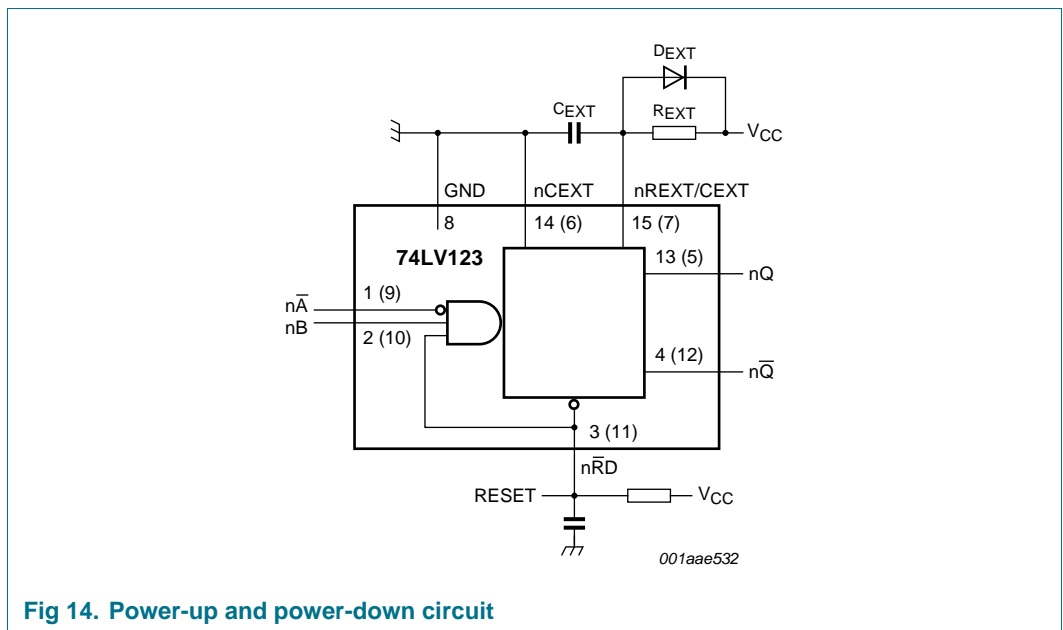 DEXT
CEXT
REXT
VCC
GND
nCEXT
nREXT/CEXT
8
14 (6)
15 (7)
74LV123
13 (5)
nQ
1 (9)
nA̅
nB
2 (10)
4 (12)
nQ̅
3 (11)
nR̅D
RESET
VCC
001aae532
Fig 14. Power-up and power-down circuit